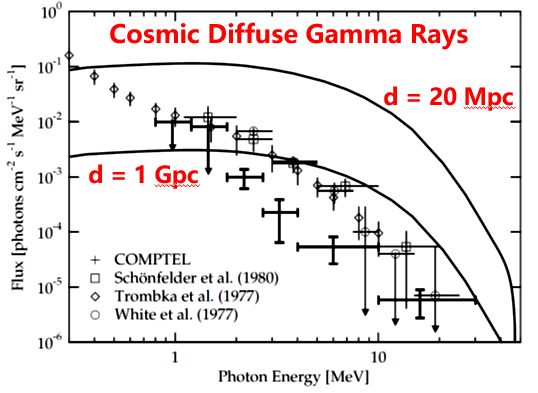 Cosmic Diffuse Gamma Rays
d = 20 Mpc
d = 1 Gpc
Flux [photons cm⁻² s⁻¹ MeV⁻¹ sr⁻¹]
10⁰
10⁻¹
10⁻²
10⁻³
10⁻⁴
10⁻⁵
10⁻⁶
COMPTEL
Schönfelder et al. (1980)
Trombka et al. (1977)
White et al. (1977)
1
10
Photon Energy [MeV]